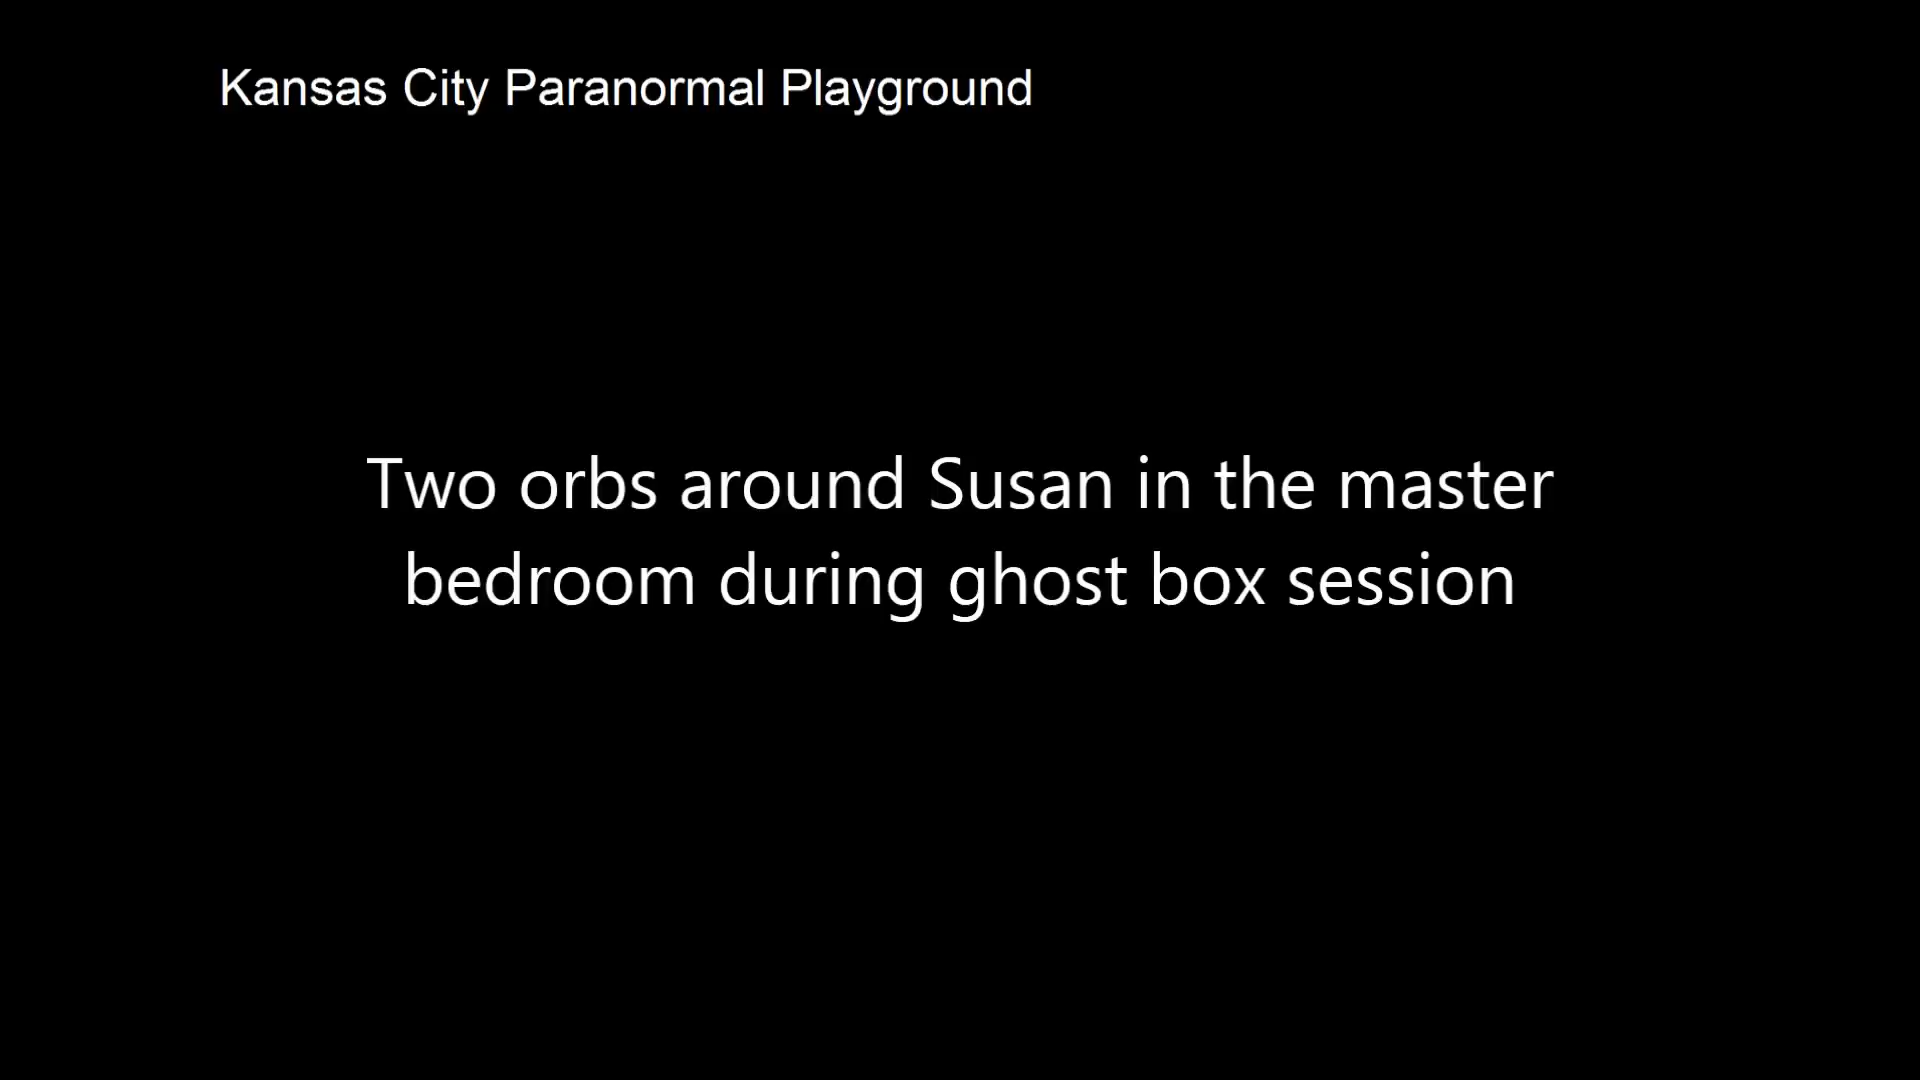 Kansas City Paranormal Playground
Two orbs around Susan in the master
bedroom during ghost box session